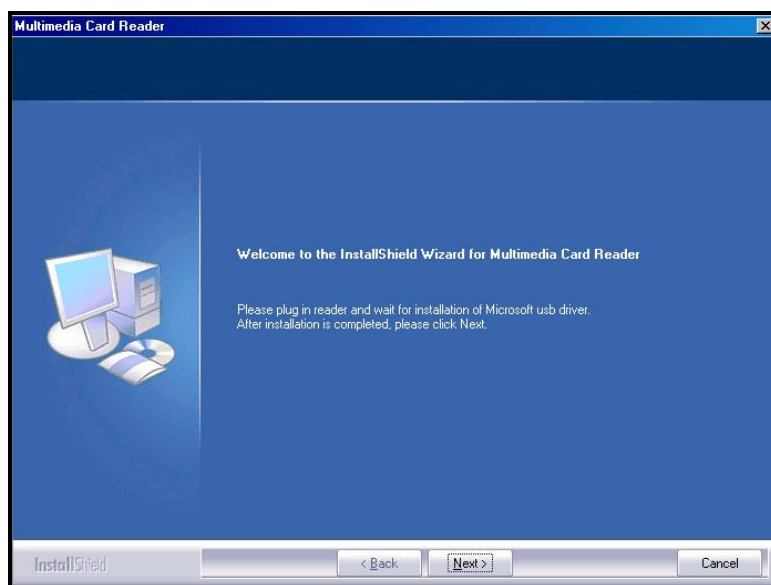 Multimedia Card Reader
Welcome to the InstallShield Wizard for Multimedia Card Reader
Please plug in reader and wait for installation of Microsoft usb driver.
After installation is completed, please click Next.
InstallShield
< Back
Next >
Cancel